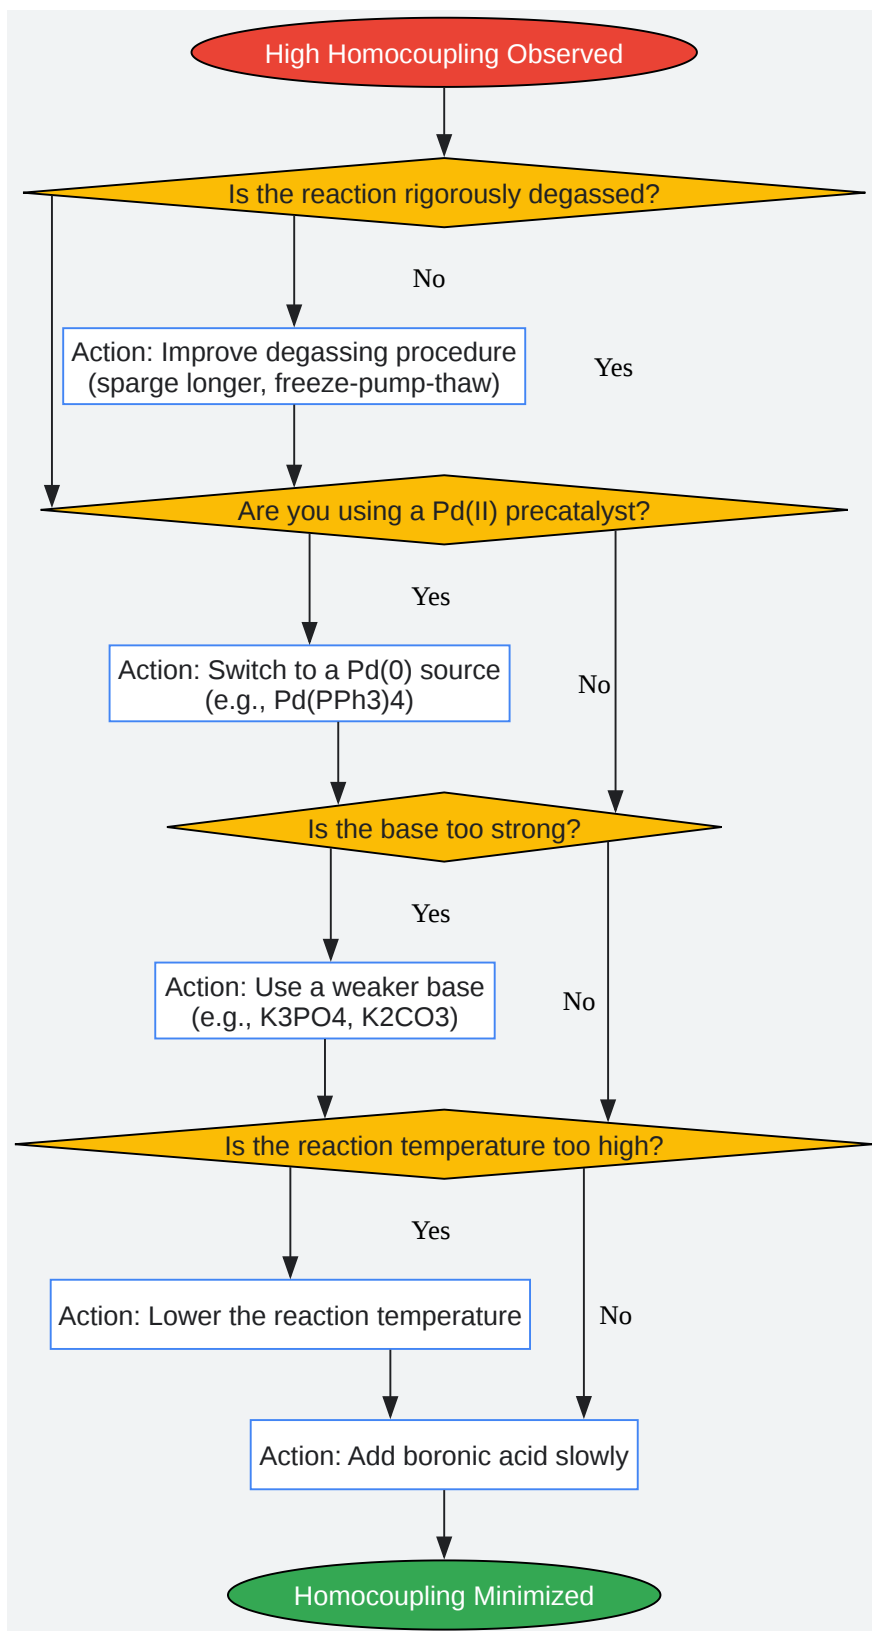 High Homocoupling Observed
Is the reaction rigorously degassed?
No
Action: Improve degassing procedure
(sparge longer, freeze-pump-thaw)
Yes
Are you using a Pd(II) precatalyst?
Yes
Action: Switch to a Pd(0) source
(e.g., Pd(PPh3)4)
No
Is the base too strong?
Yes
Action: Use a weaker base
(e.g., K3PO4, K2CO3)
No
Is the reaction temperature too high?
Yes
Action: Lower the reaction temperature
No
Action: Add boronic acid slowly
Homocoupling Minimized